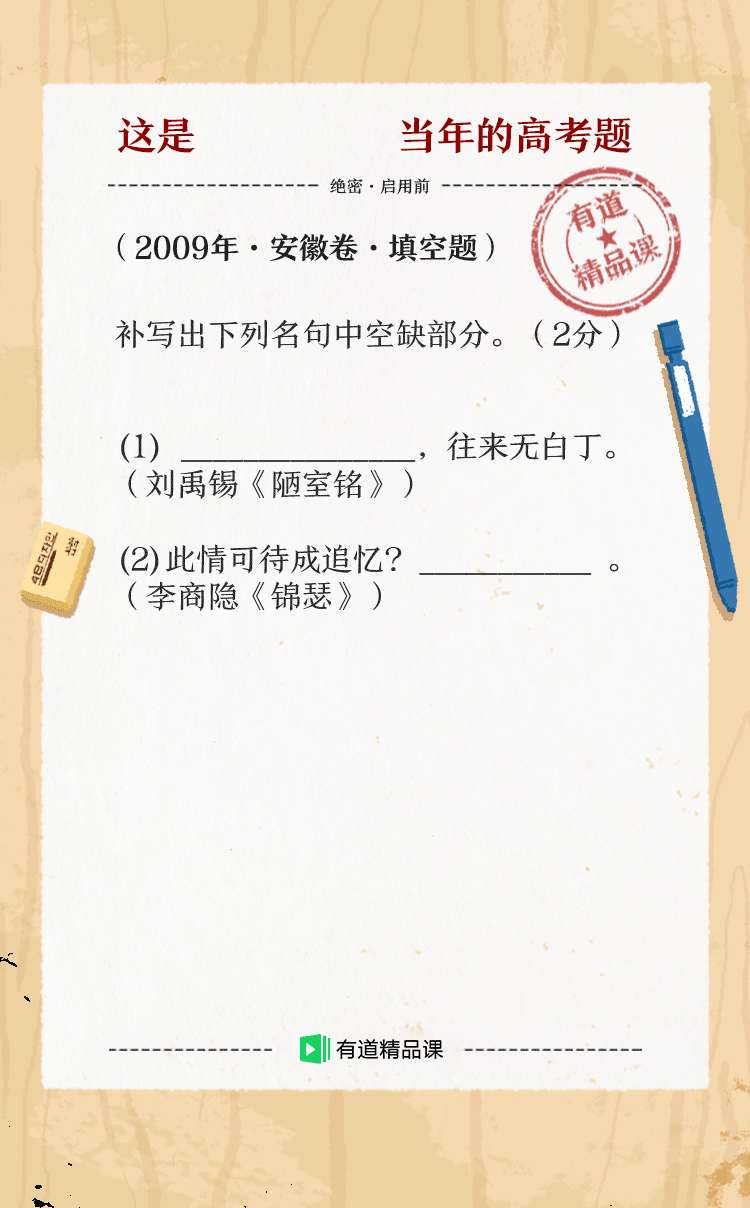 这是 当年的高考题
绝密·启用前
有道
精品课
（2009年·安徽卷·填空题）
补写出下列名句中空缺部分。（2分）
(1) _______________，往来无白丁。
（刘禹锡《陋室铭》）
(2)此情可待成追忆？ ___________ 。
（李商隐《锦瑟》）
有道精品课